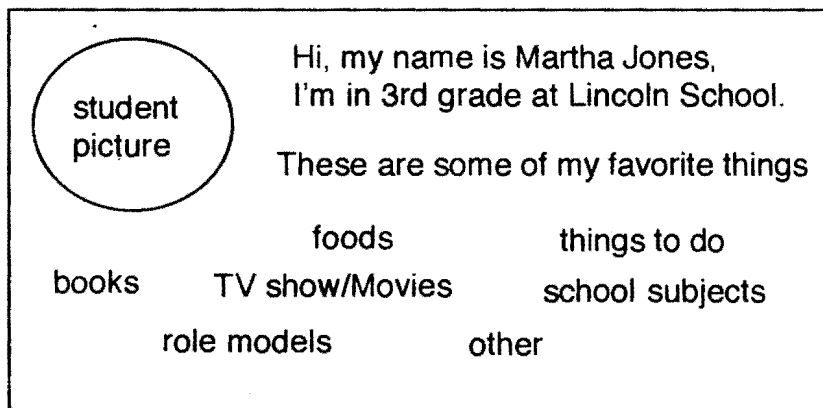 Hi, my name is Martha Jones,
I'm in 3rd grade at Lincoln School.
student
picture
These are some of my favorite things
foods things to do
books TV show/Movies school subjects
role models other